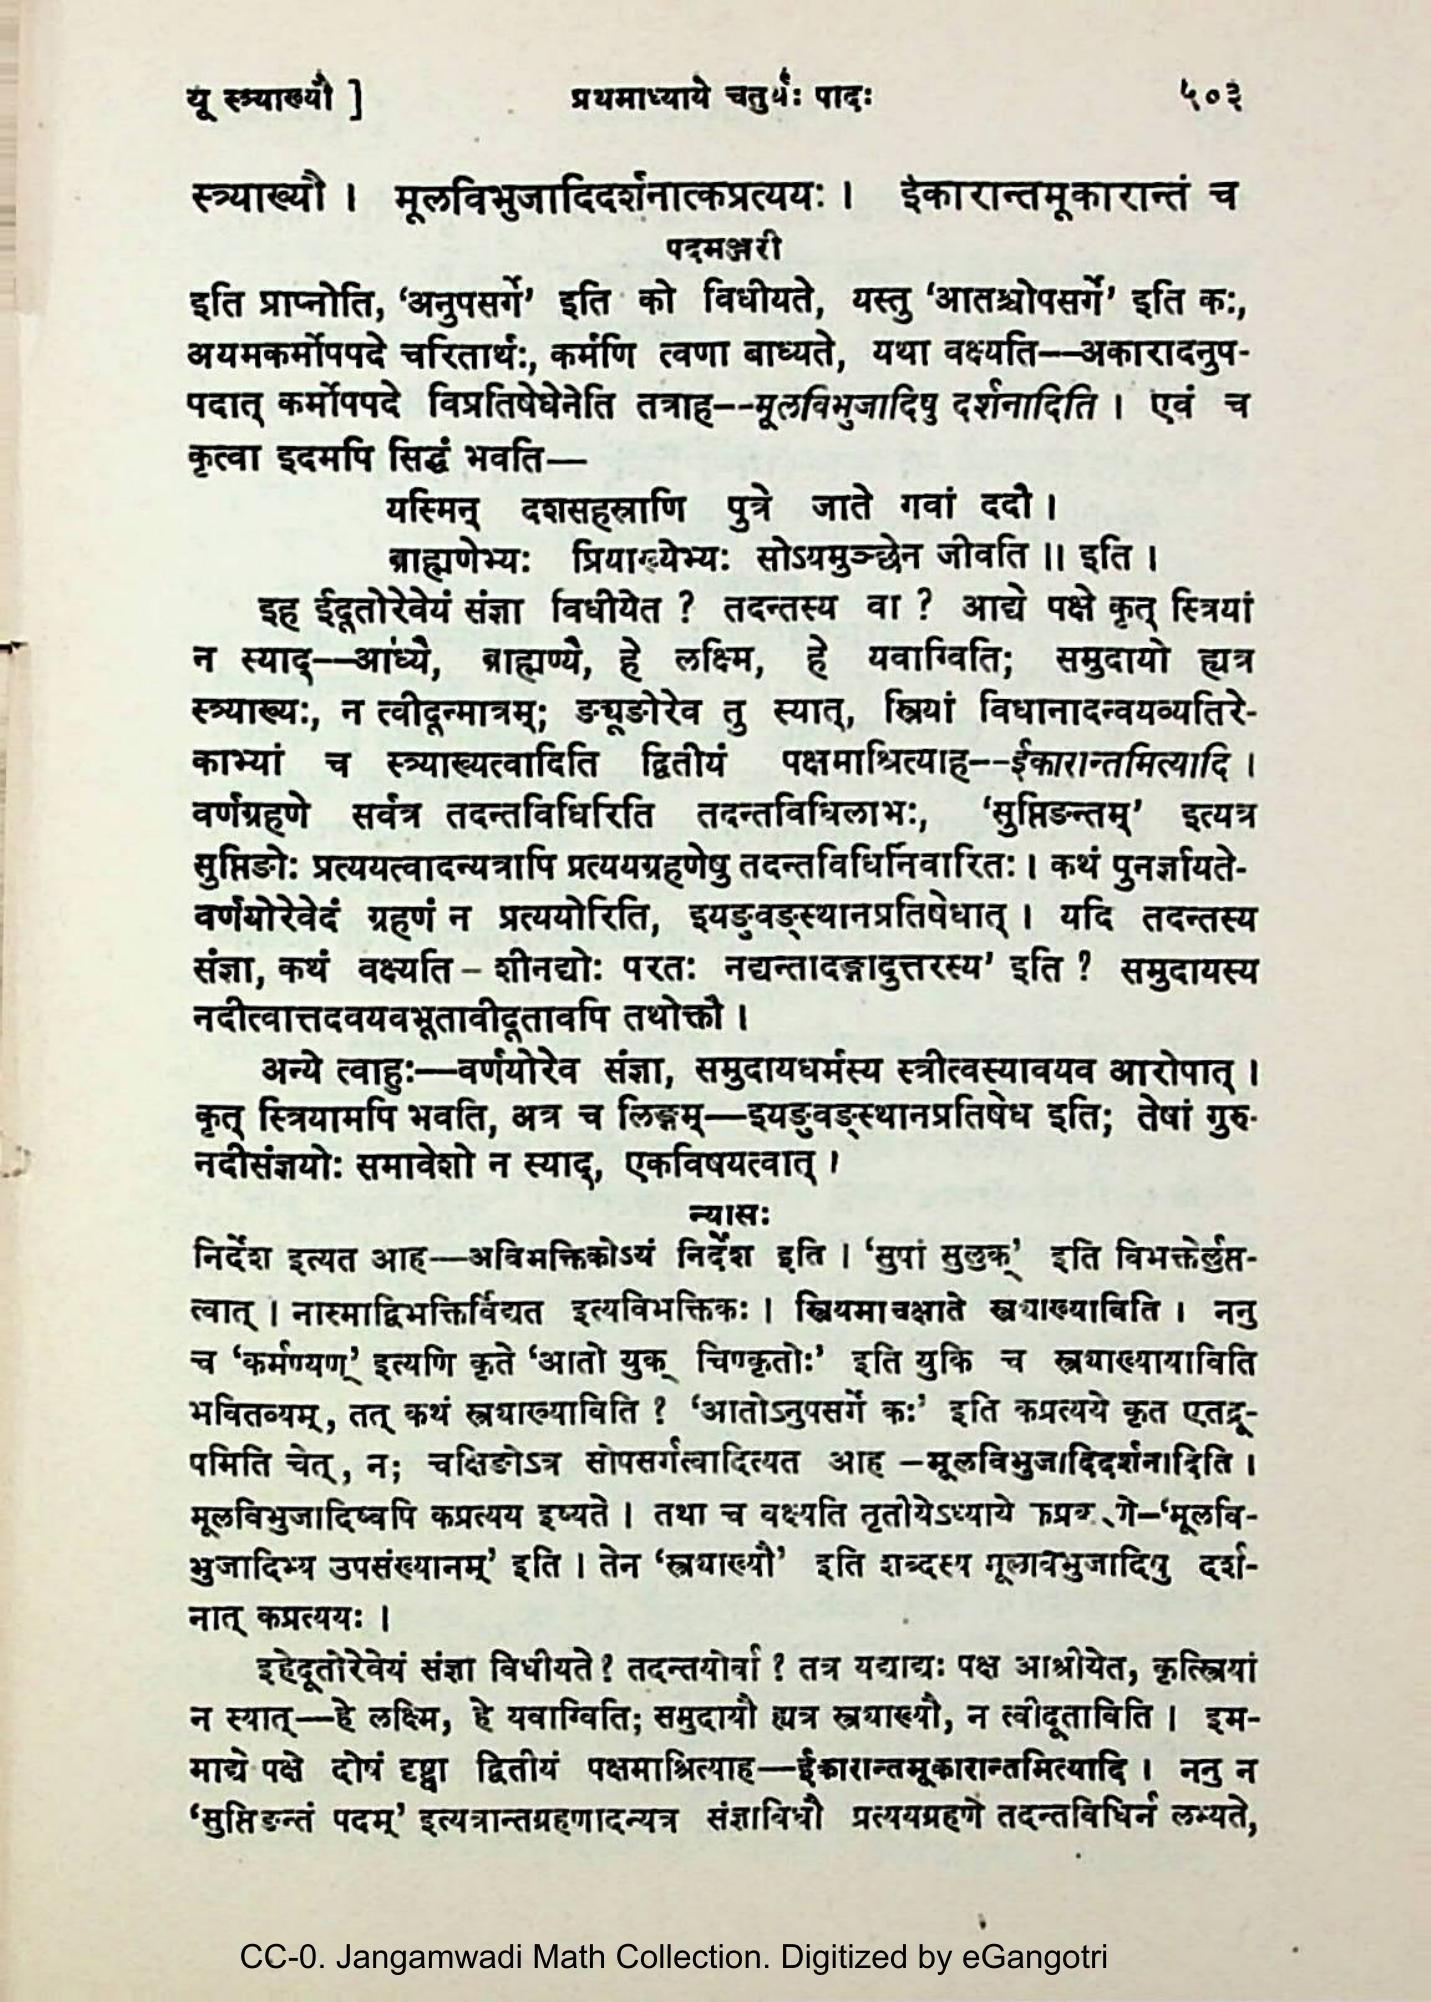 यू स्त्र्याख्यौ ] प्रथमाध्याये चतुर्थः पादः ५०३
स्त्र्याख्यौ । मूलविभुजादिदर्शनात्कप्रत्ययः । ईकारान्तमूकारान्तं च
पदमञ्जरी
इति प्राप्नोति, ‘अनुपसर्गे’ इति को विधीयते, यस्तु ‘आतश्चोपसर्गे’ इति कः,
अयमकर्मोपपदे चरितार्थः, कर्मणि त्वणा बाध्यते, यथा वक्ष्यति—अकारादनुप-
पदात् कर्मोपपदे विप्रतिषेधेनेति तत्राह--मूलविभुजादिषु दर्शनादिति । एवं च
कृत्वा इदमपि सिद्धं भवति—
यस्मिन् दशसहस्राणि पुत्रे जाते गवां ददौ ।
ब्राह्मणेभ्यः प्रियाख्येभ्यः सोऽयमुञ्छेन जीवति ॥ इति ।
इह ईदूतोरेवेयं संज्ञा विधीयेत ? तदन्तस्य वा ? आद्ये पक्षे कृत् स्त्रियां
न स्याद्—आंध्यै, ब्राह्मण्यै, हे लक्ष्मि, हे यवाग्विति; समुदायो ह्यत्र
स्त्र्याख्यः, न त्वीदून्मात्रम्; ङ्यूङोरेव तु स्यात्, स्त्रियां विधानादन्वयव्यतिरे-
काभ्यां च स्त्र्याख्यत्वादिति द्वितीयं पक्षमाश्रित्याह--ईकारान्तमित्यादि ।
वर्णग्रहणे सर्वत्र तदन्तविधिरिति तदन्तविधिलाभः, ‘सुप्तिङन्तम्’ इत्यत्र
सुप्तिङोः प्रत्ययत्वादन्यत्रापि प्रत्ययग्रहणेषु तदन्तविधिर्निवारितः । कथं पुनर्ज्ञायते-
वर्णयोरेवेदं ग्रहणं न प्रत्ययोरिति, इयङुवङ्स्थानप्रतिषेधात् । यदि तदन्तस्य
संज्ञा, कथं वक्ष्यति – शीनद्योः परतः नद्यन्तादङ्गादुत्तरस्य’ इति ? समुदायस्य
नदीत्वात्तदवयवभूतावीदूतावपि तथोक्तौ ।
अन्ये त्वाहुः—वर्णयोरेव संज्ञा, समुदायधर्मस्य स्त्रीत्वस्यावयव आरोपात् ।
कृत् स्त्रियामपि भवति, अत्र च लिङ्गम्—इयङुवङ्स्थानप्रतिषेध इति; तेषां गुरु-
नदीसंज्ञयोः समावेशो न स्याद्, एकविषयत्वात् ।
न्यासः
निर्देश इत्यत आह—अविभक्तिकोऽयं निर्देश इति । ‘सुपां सुलुक्’ इति विभक्तेर्लुप्त-
त्वात् । नास्माद्विभक्तिर्विद्यत इत्यविभक्तिकः । स्त्रियमाचक्षाते स्त्र्याख्याविति । ननु
च ‘कर्मण्यण्’ इत्यणि कृते ‘आतो युक् चिण्कृतोः’ इति युकि च स्त्र्याख्यायाविति
भवितव्यम्, तत् कथं स्त्र्याख्याविति ? ‘आतोऽनुपसर्गे कः’ इति कप्रत्यये कृत एतद्रू-
पमिति चेत्, न; चक्षिङोऽत्र सोपसर्गत्वादित्यत आह –मूलविभुजादिदर्शनादिति ।
मूलविभुजादिष्वपि कप्रत्यय इष्यते । तथा च वक्ष्यति तृतीयेऽध्याये –‘मूलवि-
भुजादिभ्य उपसंख्यानम्’ इति । तेन ‘स्त्र्याख्यौ’ इति शब्दस्य मूलविभुजादिषु दर्श-
नात् कप्रत्ययः ।
इहेदूतोरेवेयं संज्ञा विधीयते ? तदन्तयोर्वा ? तत्र यद्याद्यः पक्ष आश्रीयेत, कृत्स्त्रियां
न स्यात्—हे लक्ष्मि, हे यवाग्विति; समुदायौ ह्यत्र स्त्र्याख्यौ, न त्वीदूताविति । इम-
माद्ये पक्षे दोषं दृष्ट्वा द्वितीयं पक्षमाश्रित्याह—ईकारान्तमूकारान्तमित्यादि । ननु न
‘सुप्तिङन्तं पदम्’ इत्यत्रान्तग्रहणादन्यत्र संज्ञाविधौ प्रत्ययग्रहणे तदन्तविधिर्न लभ्यते,
CC-0. Jangamwadi Math Collection. Digitized by eGangotri